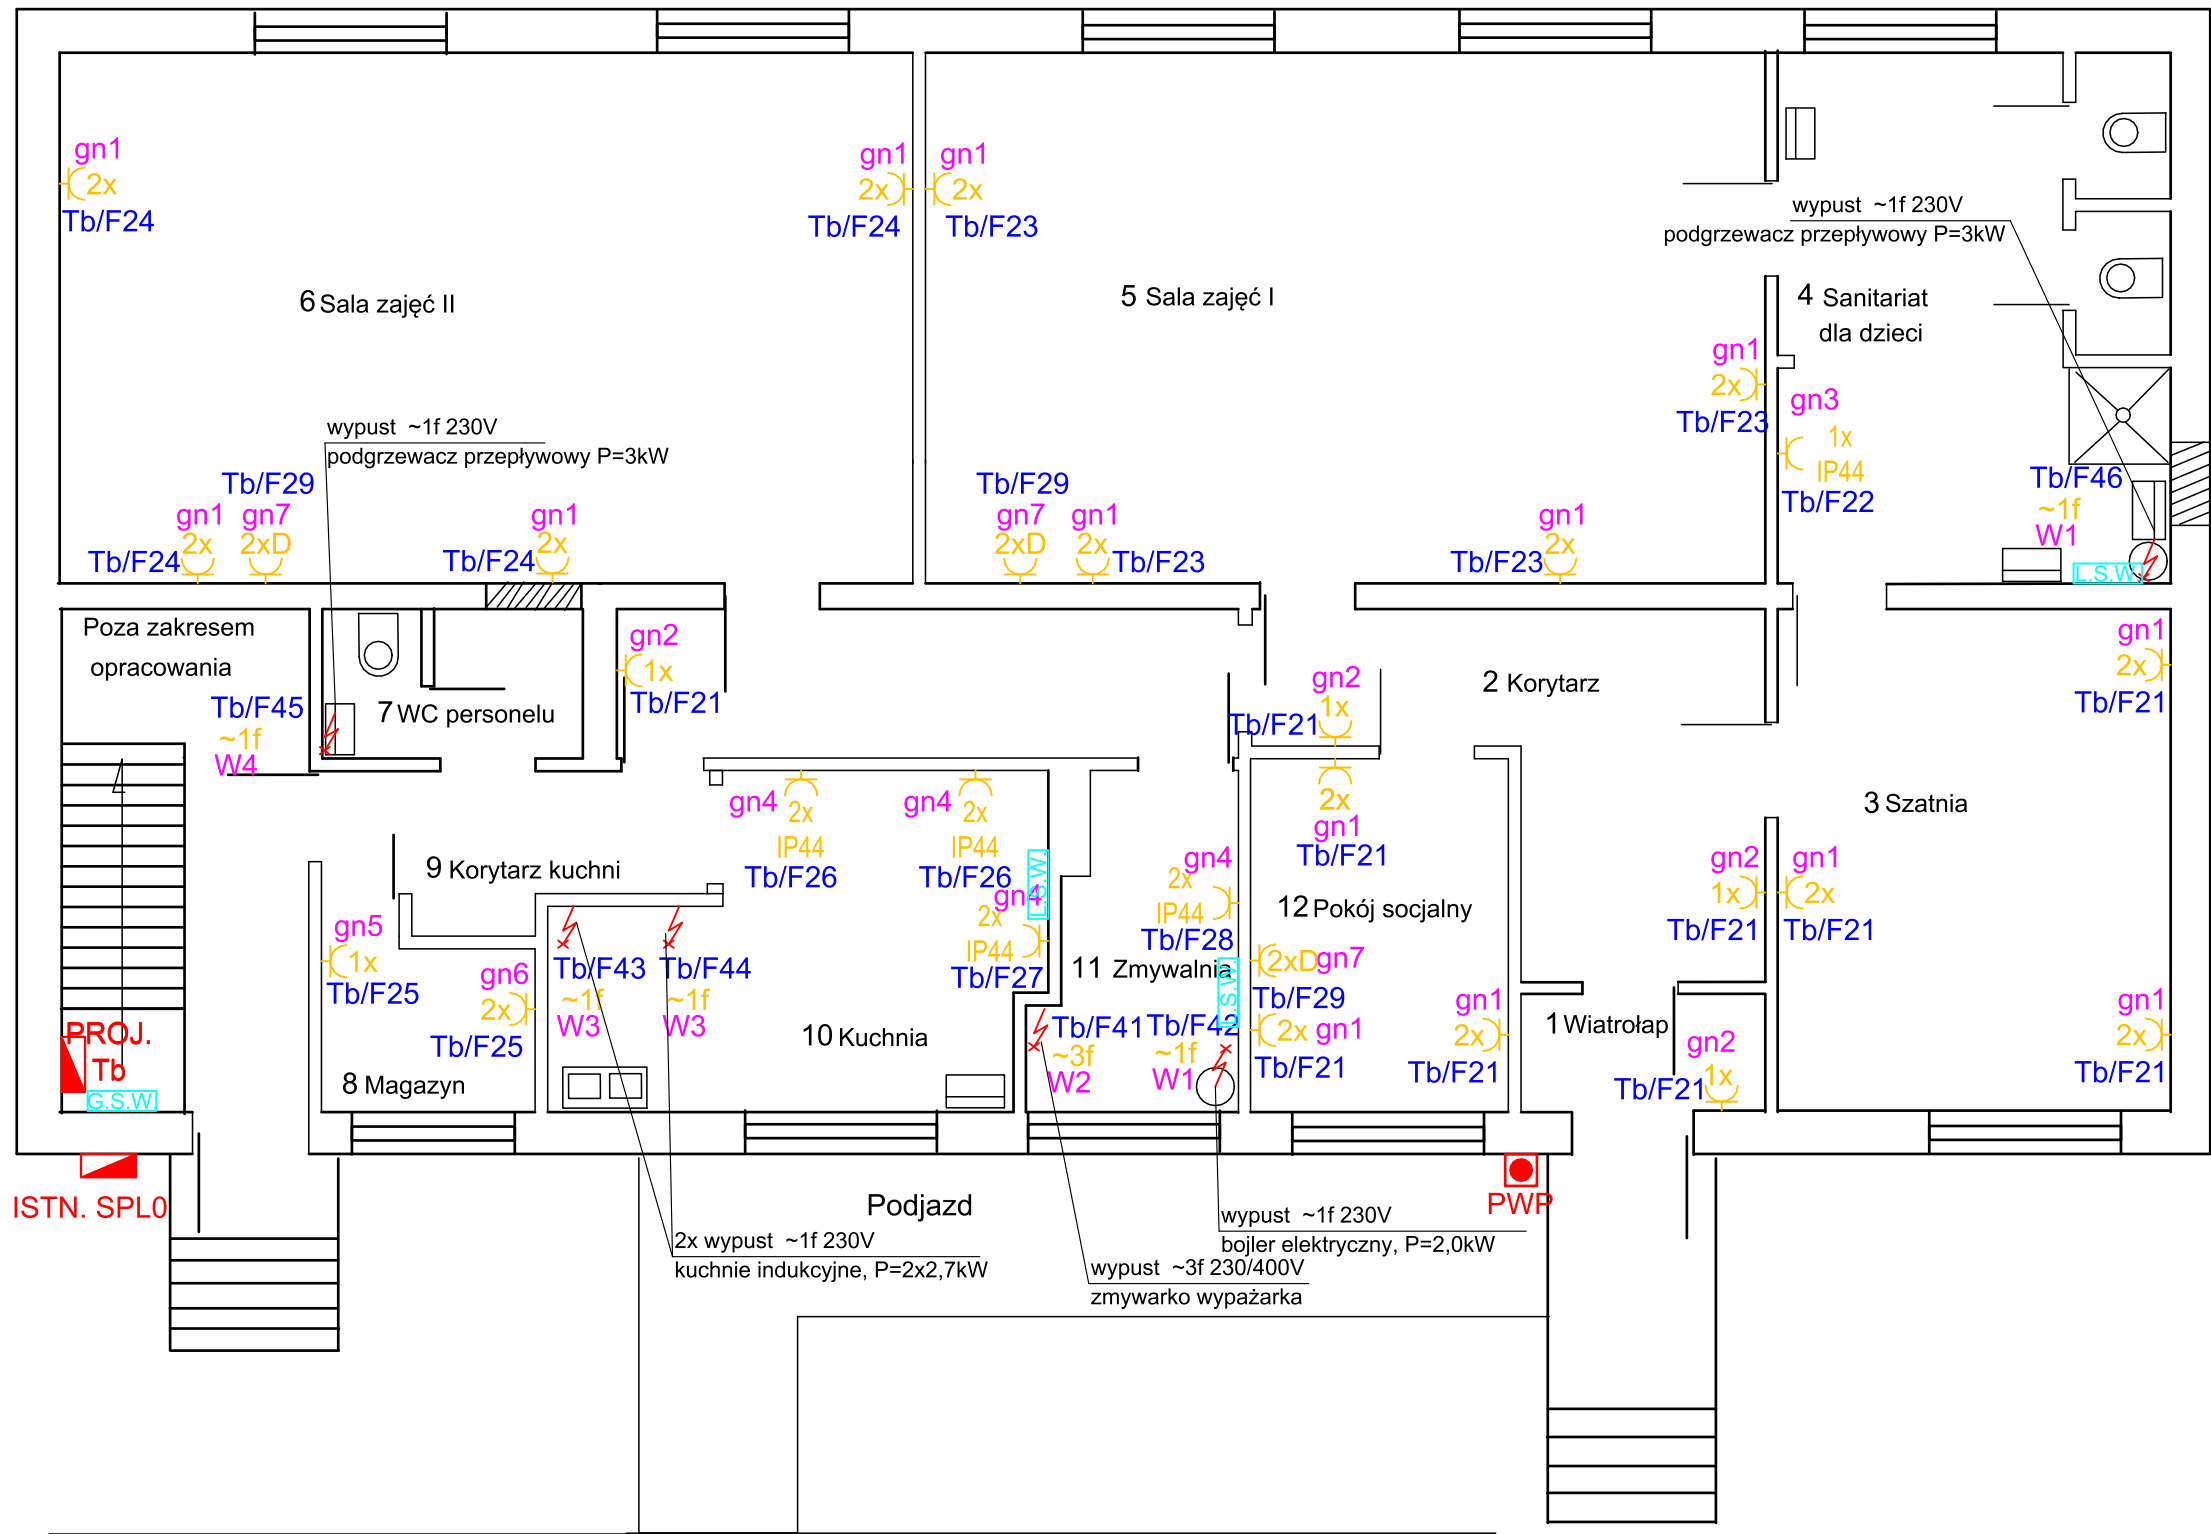 gn1
2x
Tb/F24
gn1
2x
Tb/F24
gn1
2x
Tb/F23
wypust ~1f 230V
podgrzewacz przepływowy P=3kW
6 Sala zajęć II
5 Sala zajęć I
4 Sanitariat
dla dzieci
gn1
2x
Tb/F23
gn3
1x
IP44
Tb/F22
wypust ~1f 230V
podgrzewacz przepływowy P=3kW
Tb/F29
gn1 gn7
2x 2xD
Tb/F24
gn1
2x
Tb/F24
Tb/F29
gn7 gn1
2xD 2x
Tb/F23
gn1
2x
Tb/F23
Tb/F46
~1f
W1
L.S.W.
Poza zakresem
opracowania
Tb/F45
~1f
W4
7 WC personelu
gn2
1x
Tb/F21
gn2
1x
Tb/F21
2 Korytarz
gn1
2x
Tb/F21
gn4
2x
IP44
Tb/F26
gn4
2x
IP44
Tb/F26
2x
gn1
Tb/F21
3 Szatnia
9 Korytarz kuchni
L.S.W.
gn4
2x
IP44
Tb/F27
gn4
2x
IP44
Tb/F28
12 Pokój socjalny
gn2
1x
Tb/F21
gn1
2x
Tb/F21
gn5
1x
Tb/F25
gn6
2x
Tb/F25
Tb/F43
~1f
W3
Tb/F44
~1f
W3
11 Zmywalnia
L.S.W.
2xD gn7
Tb/F29
2x gn1
Tb/F21
gn1
2x
Tb/F21
gn1
2x
Tb/F21
PROJ.
Tb
G.S.W.
8 Magazyn
10 Kuchnia
Tb/F41
~3f
W2
Tb/F42
~1f
W1
1 Wiatrołap
gn2
1x
Tb/F21
ISTN. SPL0
Podjazd
PWP
2x wypust ~1f 230V
kuchnie indukcyjne, P=2x2,7kW
wypust ~1f 230V
bojler elektryczny, P=2,0kW
wypust ~3f 230/400V
zmywarko wypażarka